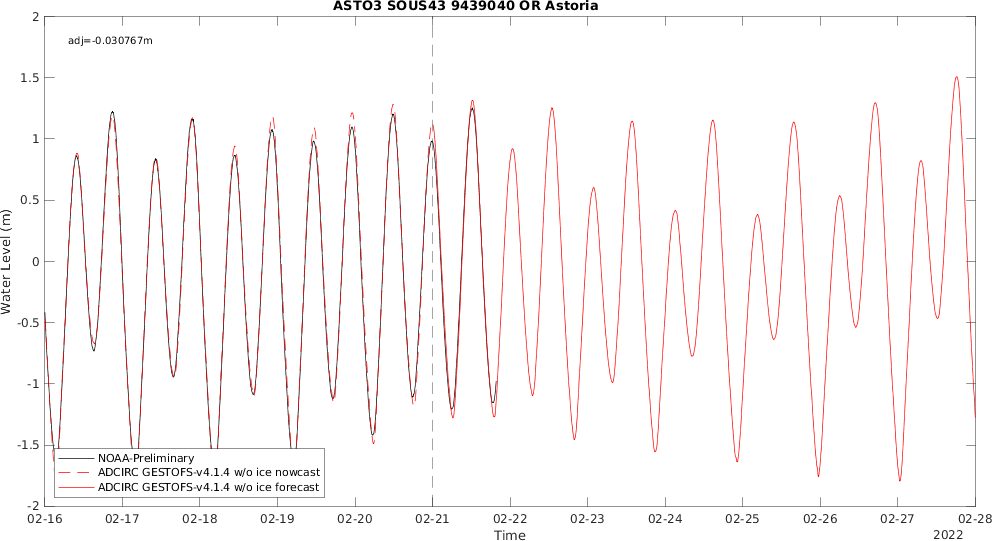 ASTO3 SOUS43 9439040 OR Astoria
adj=-0.030767m
Water Level (m)
2
1.5
1
0.5
0
-0.5
-1
-1.5
-2
NOAA-Preliminary
ADCIRC GESTOFS-v4.1.4 w/o ice nowcast
ADCIRC GESTOFS-v4.1.4 w/o ice forecast
02-16 02-17 02-18 02-19 02-20 02-21 02-22 02-23 02-24 02-25 02-26 02-27 02-28
Time
2022